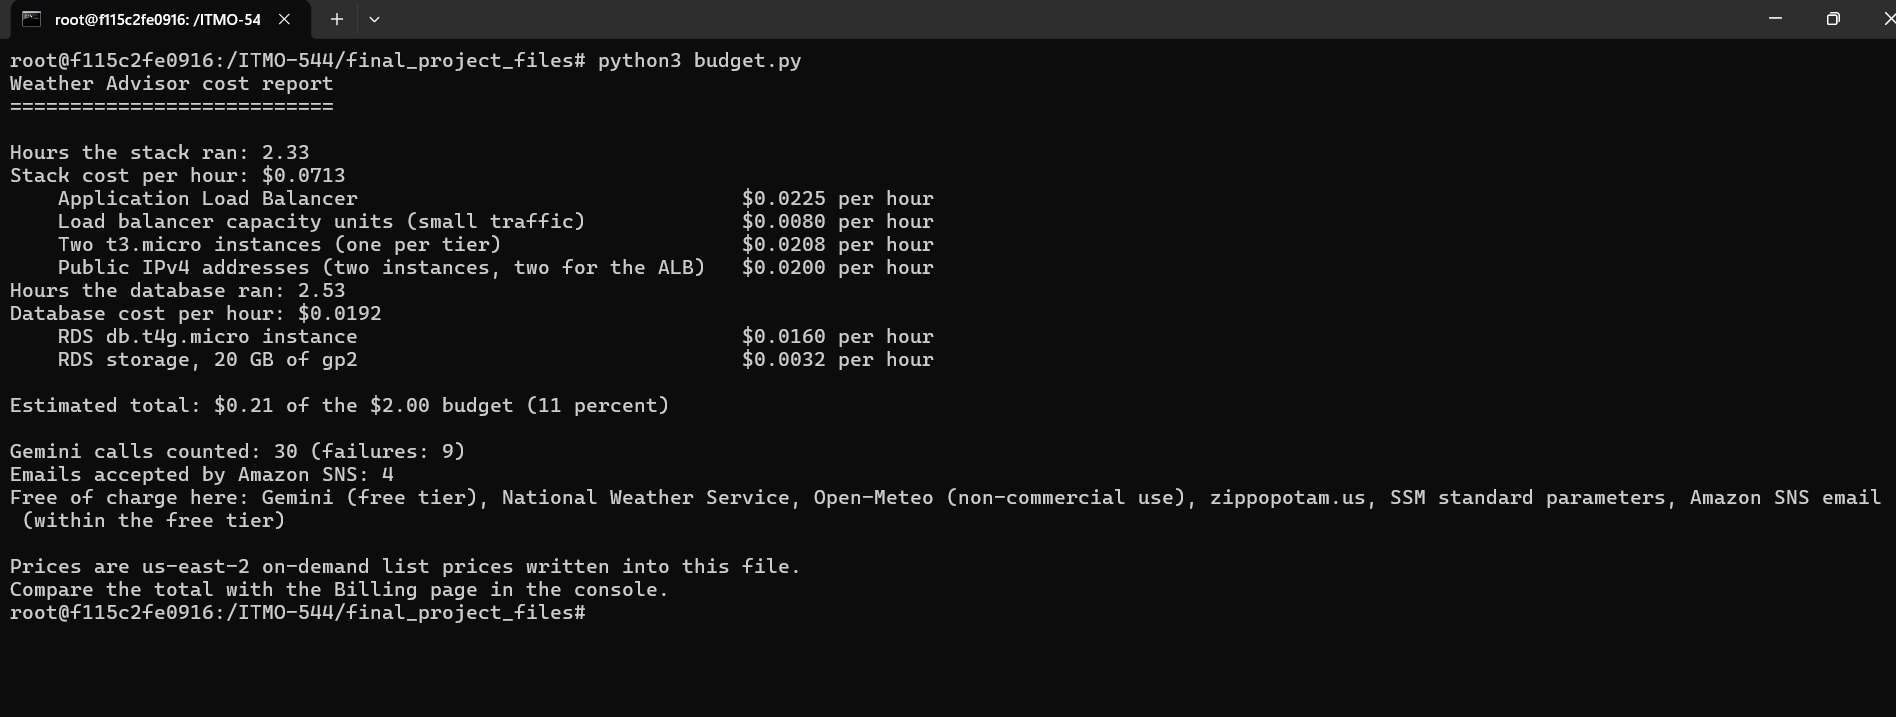 root@f115c2fe0916: /ITMO-54
root@f115c2fe0916:/ITMO-544/final_project_files# python3 budget.py
Weather Advisor cost report
===========================
Hours the stack ran: 2.33
Stack cost per hour: $0.0713
    Application Load Balancer                                $0.0225 per hour
    Load balancer capacity units (small traffic)             $0.0080 per hour
    Two t3.micro instances (one per tier)                    $0.0208 per hour
    Public IPv4 addresses (two instances, two for the ALB)   $0.0200 per hour
Hours the database ran: 2.53
Database cost per hour: $0.0192
    RDS db.t4g.micro instance                                $0.0160 per hour
    RDS storage, 20 GB of gp2                                $0.0032 per hour
Estimated total: $0.21 of the $2.00 budget (11 percent)
Gemini calls counted: 30 (failures: 9)
Emails accepted by Amazon SNS: 4
Free of charge here: Gemini (free tier), National Weather Service, Open-Meteo (non-commercial use), zippopotam.us, SSM standard parameters, Amazon SNS email
 (within the free tier)
Prices are us-east-2 on-demand list prices written into this file.
Compare the total with the Billing page in the console.
root@f115c2fe0916:/ITMO-544/final_project_files#